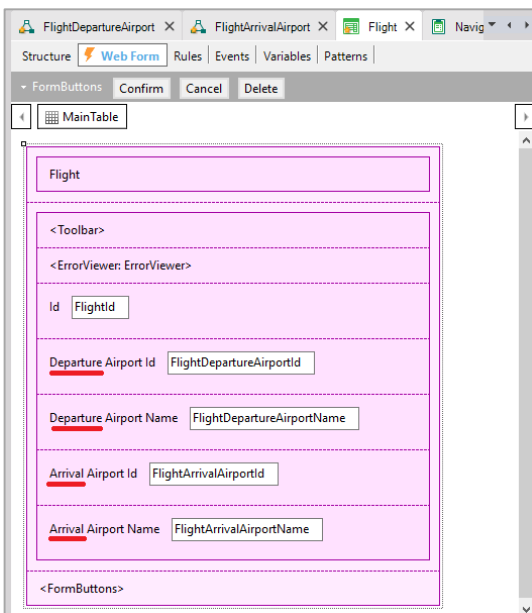 FlightDepartureAirport FlightArrivalAirport Flight Navig
Structure Web Form Rules Events Variables Patterns
FormButtons Confirm Cancel Delete
MainTable
Flight
<Toolbar>
<ErrorViewer: ErrorViewer>
Id FlightId
Departure Airport Id FlightDepartureAirportId
Departure Airport Name FlightDepartureAirportName
Arrival Airport Id FlightArrivalAirportId
Arrival Airport Name FlightArrivalAirportName
<FormButtons>